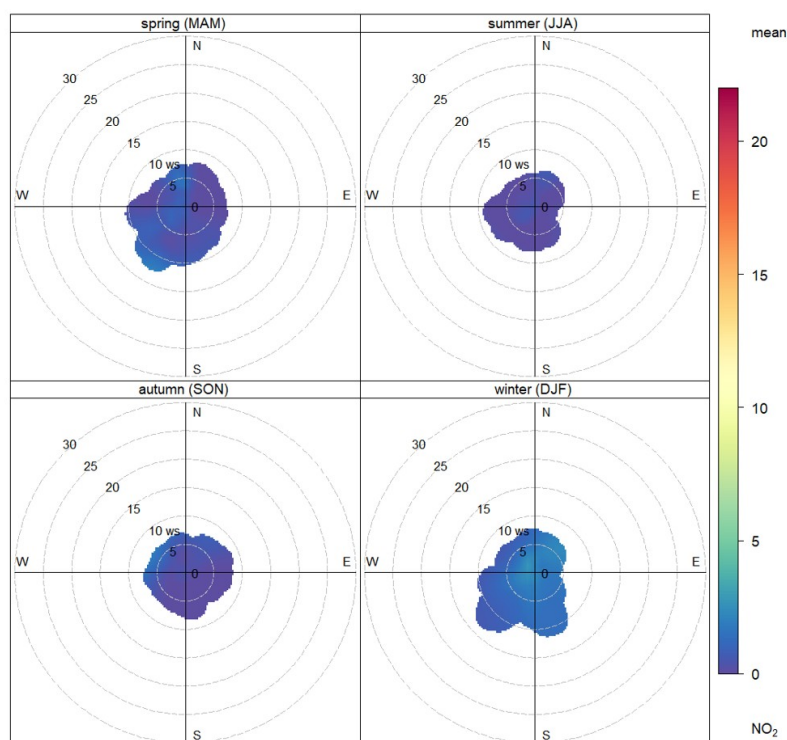 spring (MAM)
N
30
25
20
15
10 ws
5
0
W
E
S
summer (JJA)
N
30
25
20
15
10 ws
5
0
W
E
S
autumn (SON)
N
30
25
20
15
10 ws
5
0
W
E
S
winter (DJF)
N
30
25
20
15
10 ws
5
0
W
E
S
mean
20
15
10
5
0
NO₂